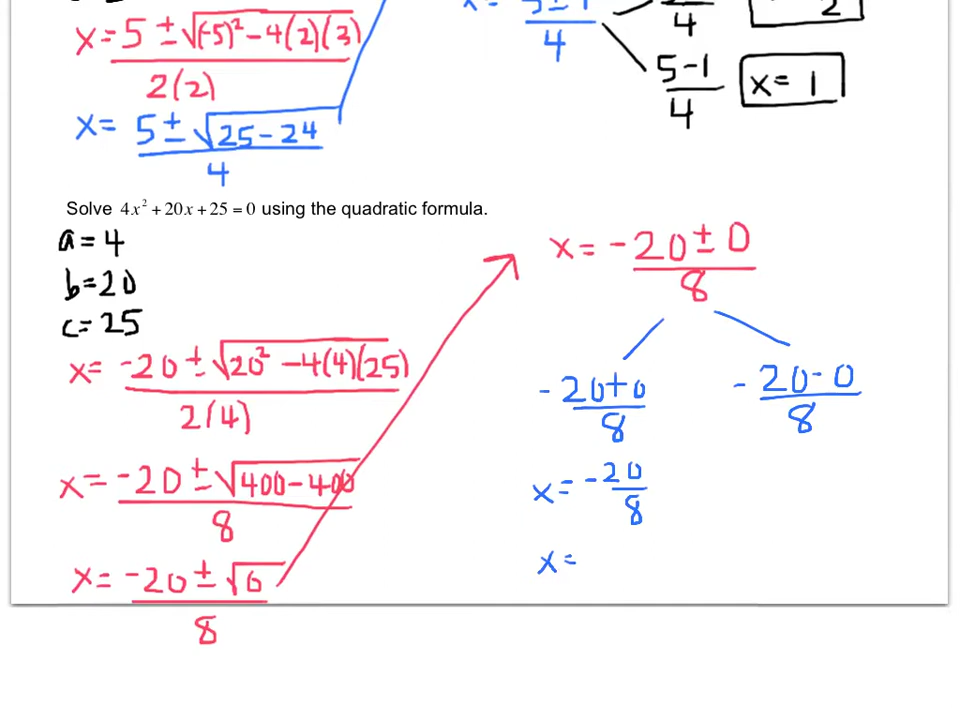 x = 5 ± √(-5)² - 4(2)(3)
2(2)
x = 5 ± √25 - 24
4
4
4
5 - 1
4
x = 1
Solve 4x² + 20x + 25 = 0 using the quadratic formula.
a = 4
b = 20
c = 25
x = -20 ± √20² - 4(4)(25)
2(4)
x = -20 ± √400 - 400
8
x = -20 ± √0
8
x = -20 ± 0
8
-20 + 0
8
-20 - 0
8
x = -20
8
x =